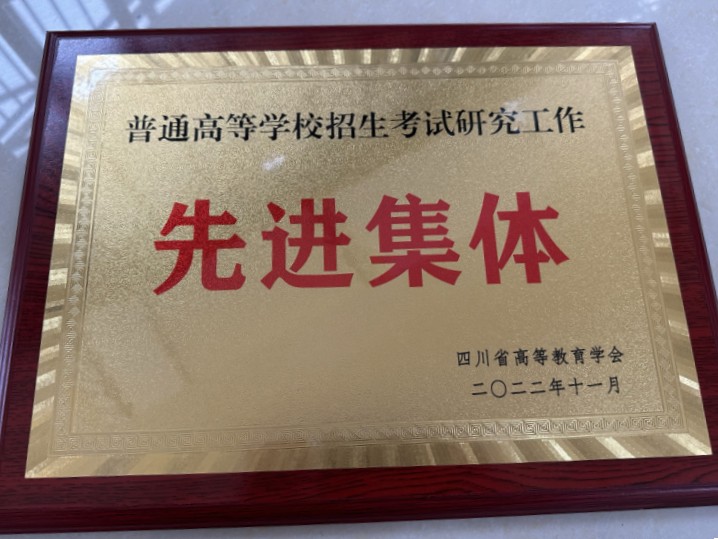 普通高等学校招生考试研究工作
先进集体
四川省高等教育学会
二〇二二年十一月